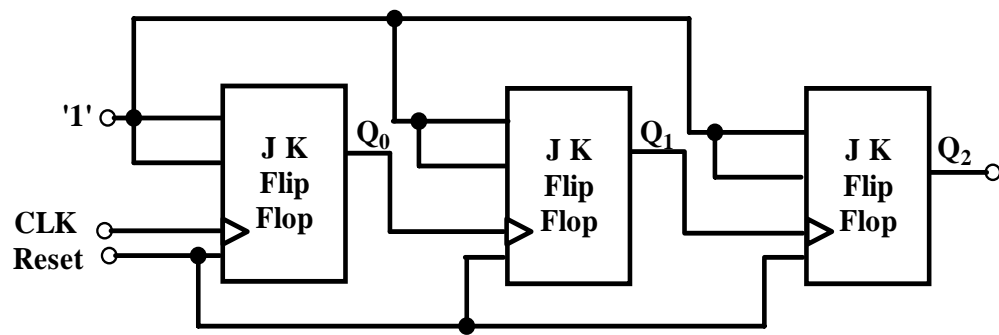 '1'
CLK
Reset
J K
Flip
Flop
Q0
J K
Flip
Flop
Q1
J K
Flip
Flop
Q2